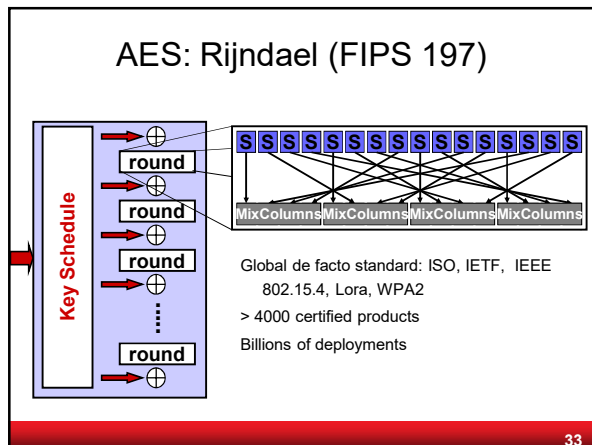 AES: Rijndael (FIPS 197)
Key Schedule
round
round
round
round
S S S S S S S S S S S S S S S S
MixColumns MixColumns MixColumns MixColumns
Global de facto standard: ISO, IETF, IEEE
802.15.4, Lora, WPA2
> 4000 certified products
Billions of deployments
33